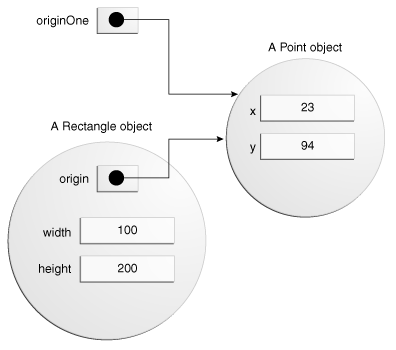 originOne
A Point object
x 23
y 94
A Rectangle object
origin
width 100
height 200